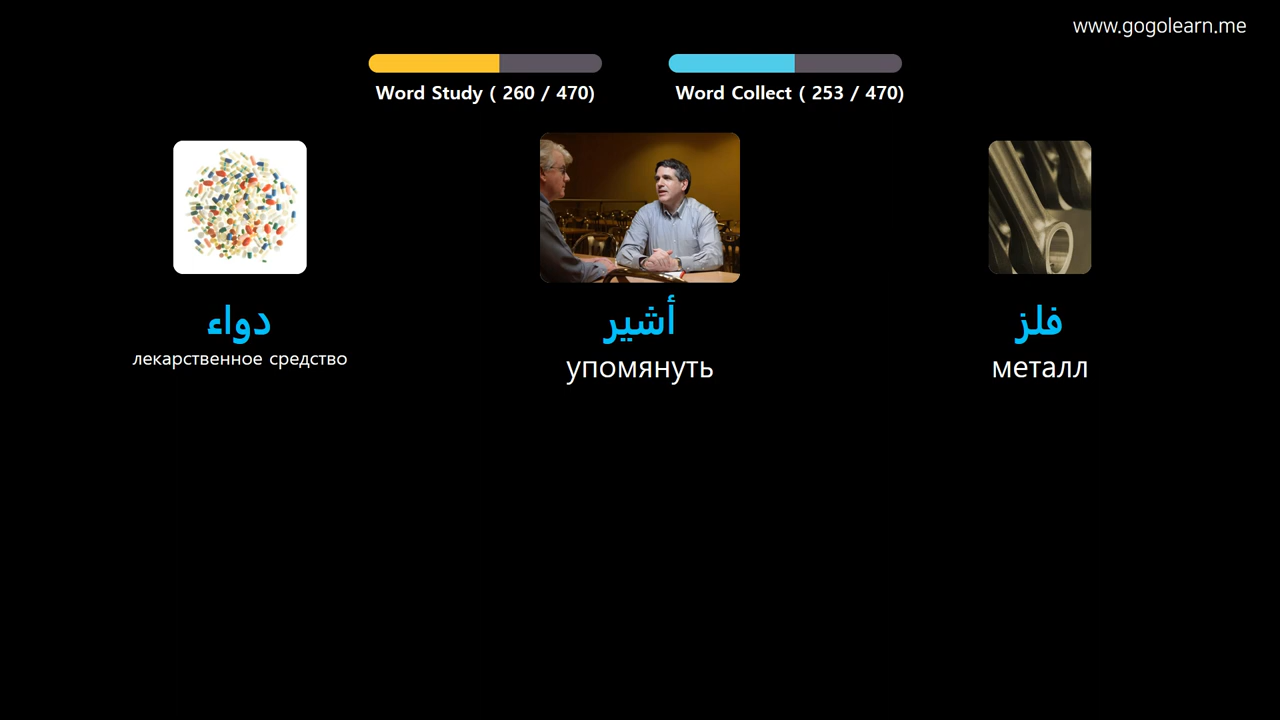 www.gogolearn.me
Word Study ( 260 / 470)
Word Collect ( 253 / 470)
دواء
лекарственное средство
أشير
упомянуть
فلز
металл